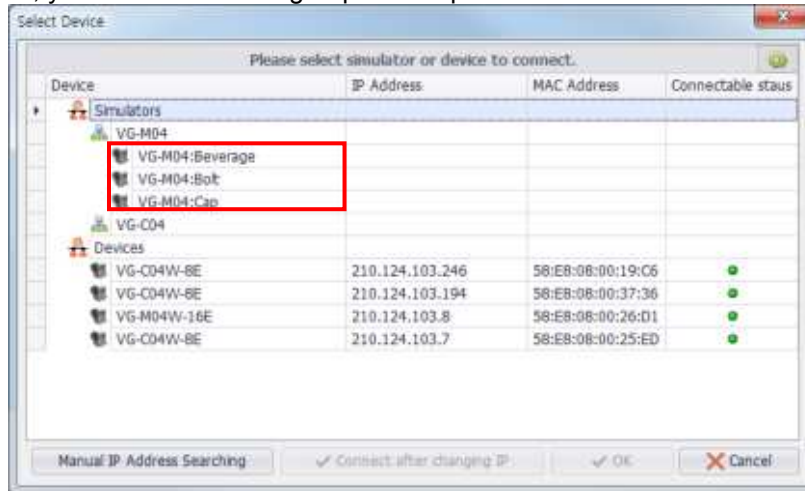 Select Device
Please select simulator or device to connect.
Device IP Address MAC Address Connectable staus
Simulators
VG-M04
VG-M04:Beverage
VG-M04:Bolt
VG-M04:Cap
VG-C04
Devices
VG-C04W-8E 210.124.103.246 58:E8:08:00:19:C6
VG-C04W-8E 210.124.103.194 58:E8:08:00:37:36
VG-M04W-16E 210.124.103.8 58:E8:08:00:26:D1
VG-C04W-8E 210.124.103.7 58:E8:08:00:25:ED
Manual IP Address Searching Connect after changing IP OK Cancel